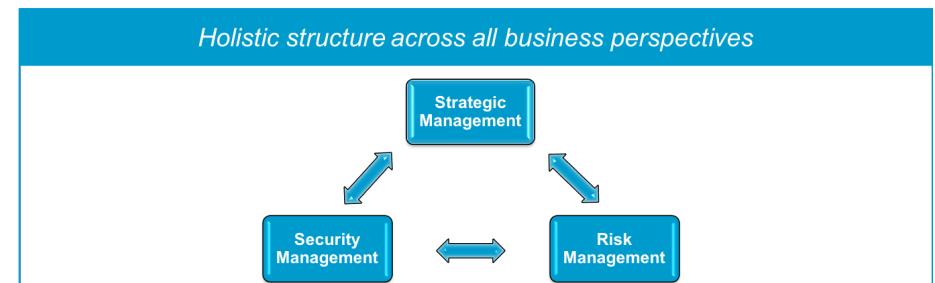 Holistic structure across all business perspectives
Strategic
Management
Security
Management
Risk
Management